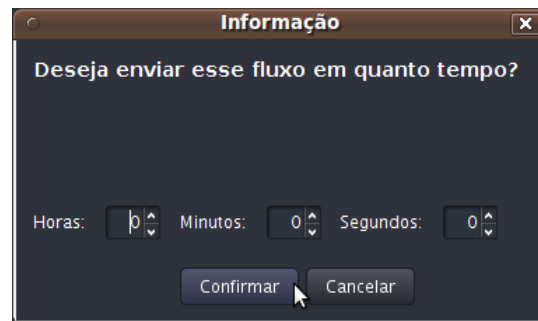 Informação
Deseja enviar esse fluxo em quanto tempo?
Horas: 0 Minutos: 0 Segundos: 0
Confirmar Cancelar